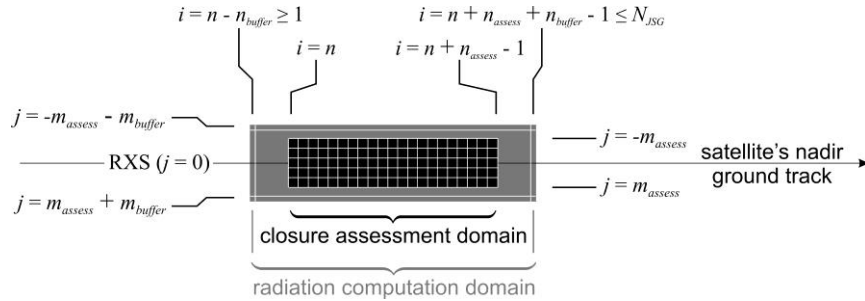 i = n - n_buffer ≥ 1
i = n + n_assess + n_buffer - 1 ≤ N_JSG
i = n
i = n + n_assess - 1
j = -m_assess - m_buffer
j = -m_assess
RXS (j = 0)
satellite's nadir
ground track
j = m_assess + m_buffer
j = m_assess
closure assessment domain
radiation computation domain